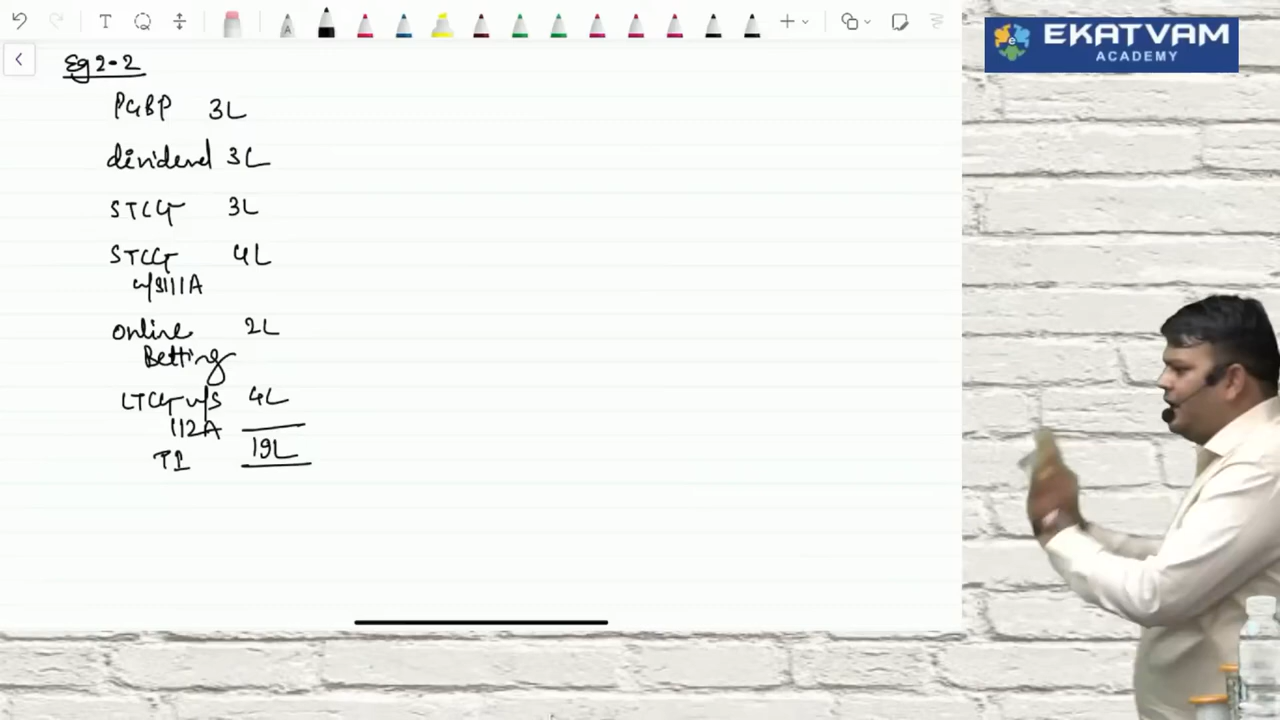 EKATVAM
ACADEMY
Eg 2-2
PGBP 3L
dividend 3L
STCG 3L
STCG 4L
u/s 111A
online 2L
Betting
LTCG u/s 4L
112A
TI 19L